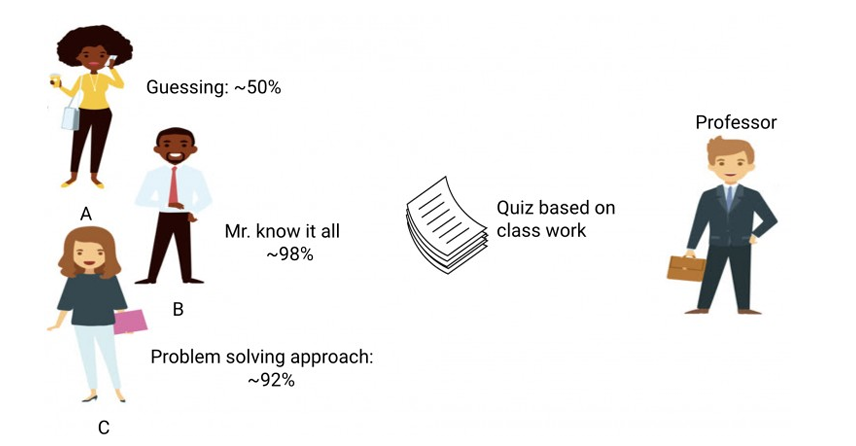 Guessing: ~50%
A
Mr. know it all
~98%
B
Problem solving approach:
~92%
C
Quiz based on
class work
Professor